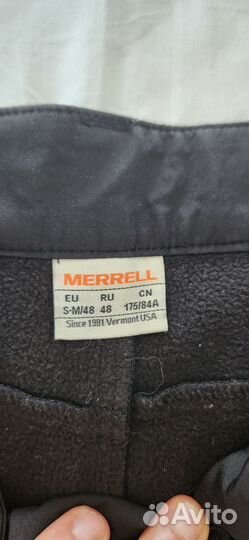 MERRELL
EU RU CN
S-M/48 48 175/84A
Since 1981 Vermont USA
Avito